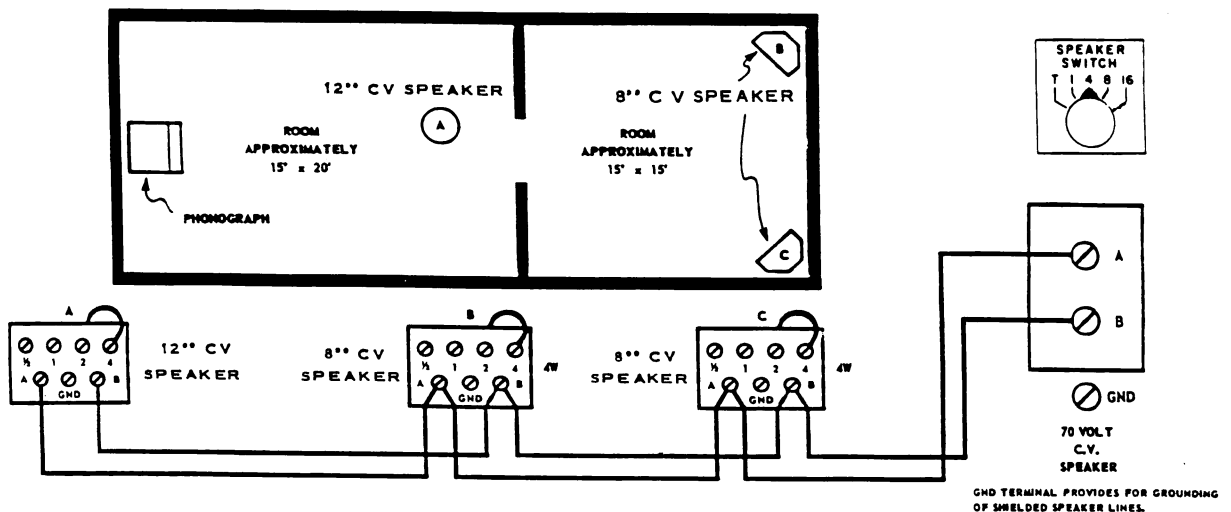 12" CV SPEAKER
A
ROOM
APPROXIMATELY
15' x 20'
PHONOGRAPH
8" C V SPEAKER
B
C
ROOM
APPROXIMATELY
15' x 15'
SPEAKER
SWITCH
T 1 4 8 16
A
B
GND
70 VOLT
C.V.
SPEAKER
GND TERMINAL PROVIDES FOR GROUNDING
OF SHIELDED SPEAKER LINES.
A
½ 1 2 4
A GND B
12" CV
SPEAKER
B
8" CV
SPEAKER
½ 1 2 4
A GND B
4W
C
8" CV
SPEAKER
½ 1 2 4
A GND B
4W